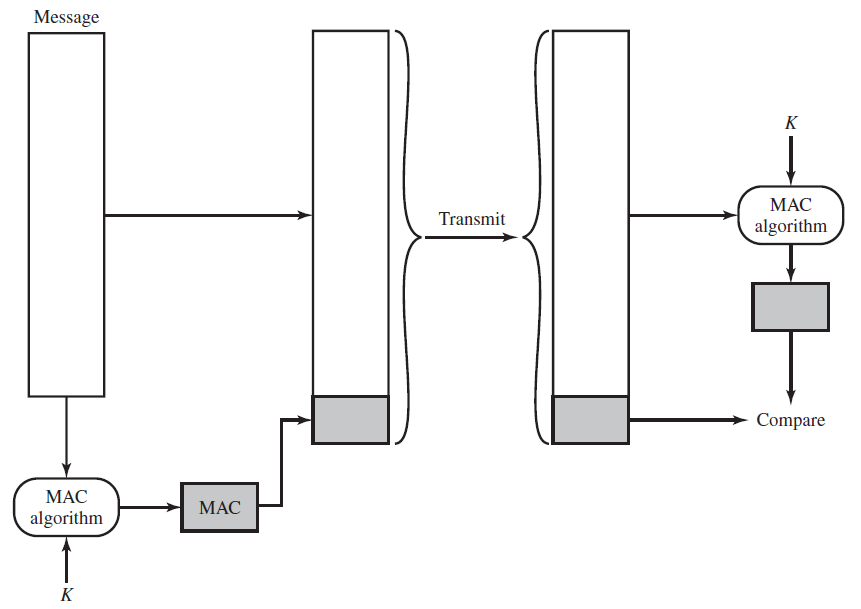 Message
K
MAC
algorithm
Transmit
Compare
MAC
algorithm
MAC
K